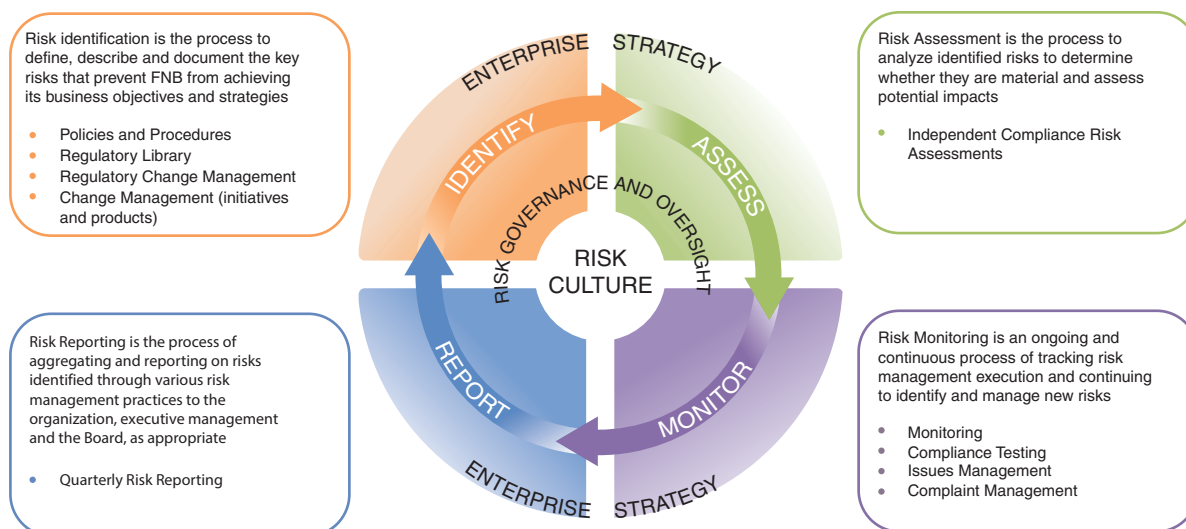 Risk identification is the process to
define, describe and document the key
risks that prevent FNB from achieving
its business objectives and strategies
• Policies and Procedures
• Regulatory Library
• Regulatory Change Management
• Change Management (initiatives
and products)
ENTERPRISE
STRATEGY
IDENTIFY
ASSESS
RISK GOVERNANCE AND OVERSIGHT
RISK
CULTURE
REPORT
MONITOR
ENTERPRISE
STRATEGY
Risk Assessment is the process to
analyze identified risks to determine
whether they are material and assess
potential impacts
• Independent Compliance Risk
Assessments
Risk Reporting is the process of
aggregating and reporting on risks
identified through various risk
management practices to the
organization, executive management
and the Board, as appropriate
• Quarterly Risk Reporting
Risk Monitoring is an ongoing and
continuous process of tracking risk
management execution and continuing
to identify and manage new risks
• Monitoring
• Compliance Testing
• Issues Management
• Complaint Management